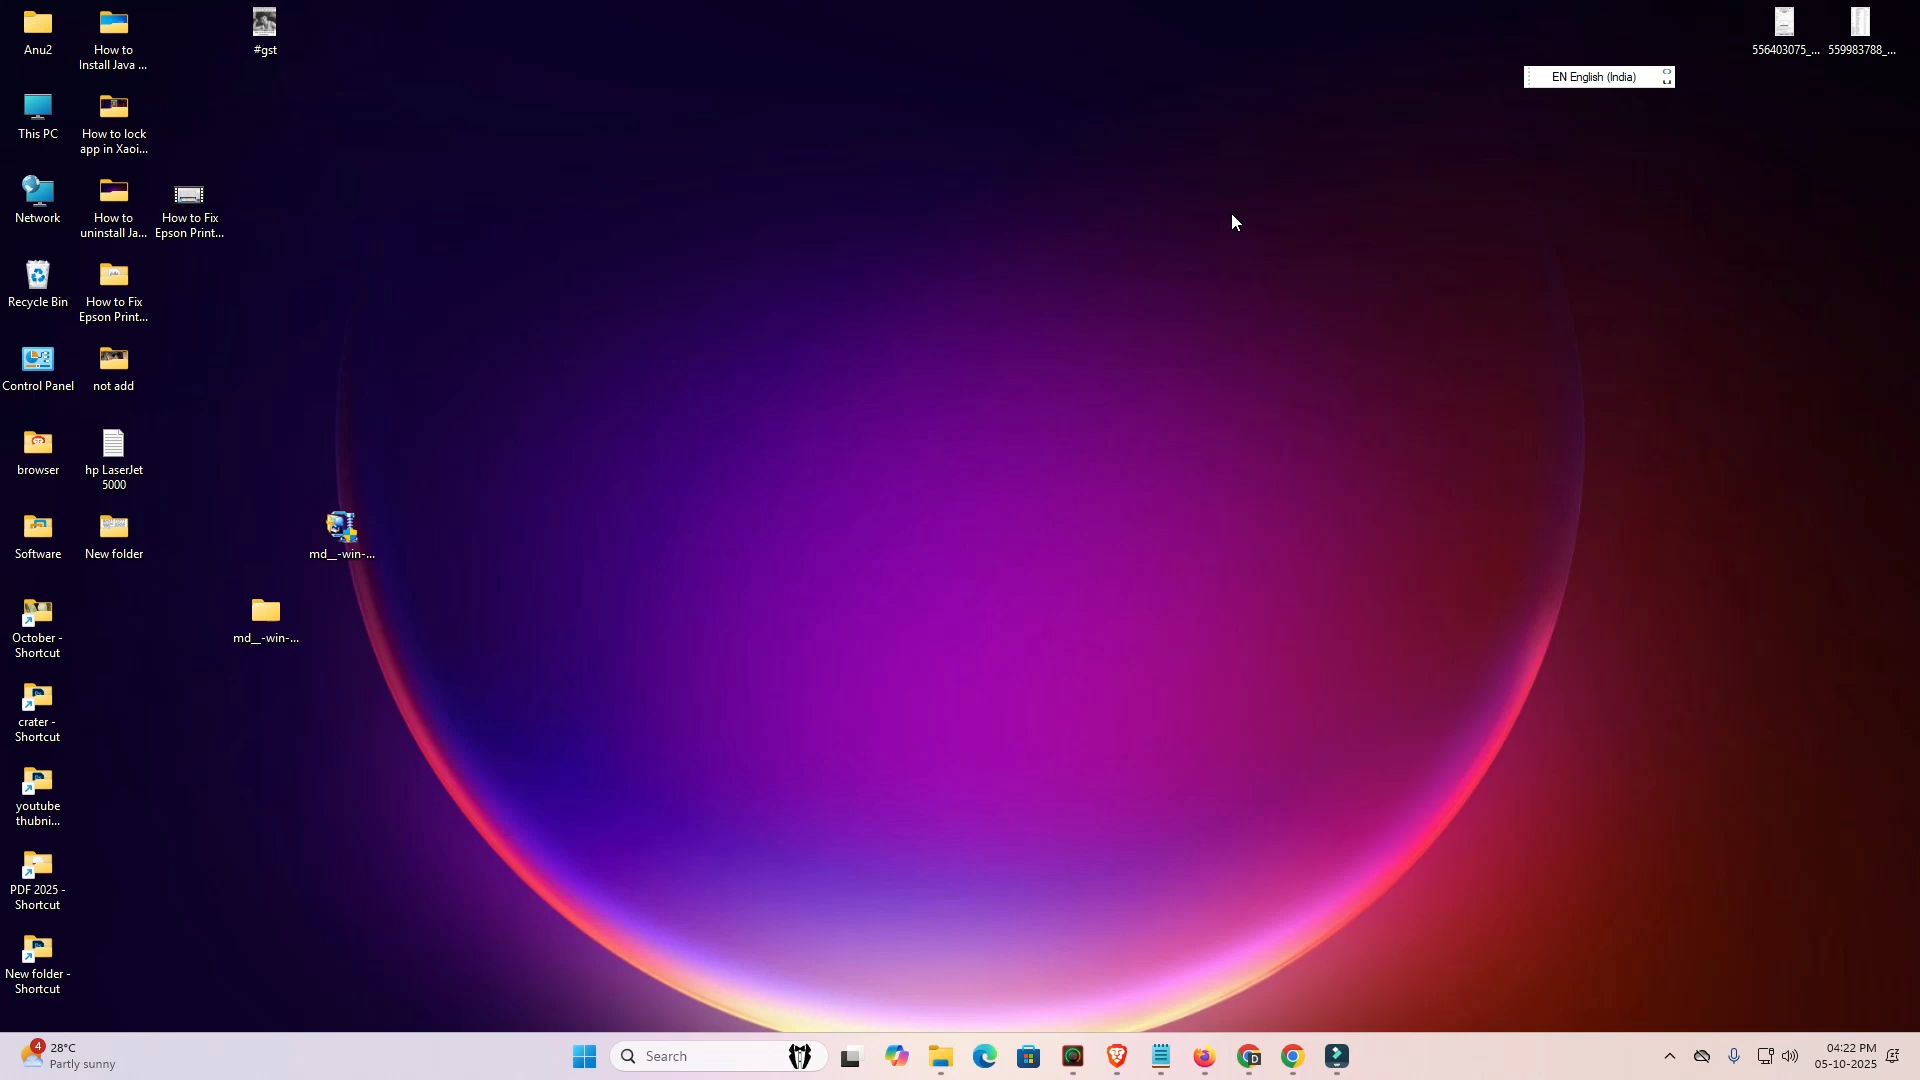 Anu2
How to
Install Java ...
#gst
556403075_...
559983788_...
EN English (India)
This PC
How to lock
app in Xaoi...
Network
How to
uninstall Ja...
How to Fix
Epson Print...
Recycle Bin
How to Fix
Epson Print...
Control Panel
not add
browser
hp LaserJet
5000
Software
New folder
md__-win-...
October -
Shortcut
md__-win-...
crater -
Shortcut
youtube
thubni...
PDF 2025 -
Shortcut
New folder -
Shortcut
4
28°C
Partly sunny
Search
D
04:22 PM
05-10-2025